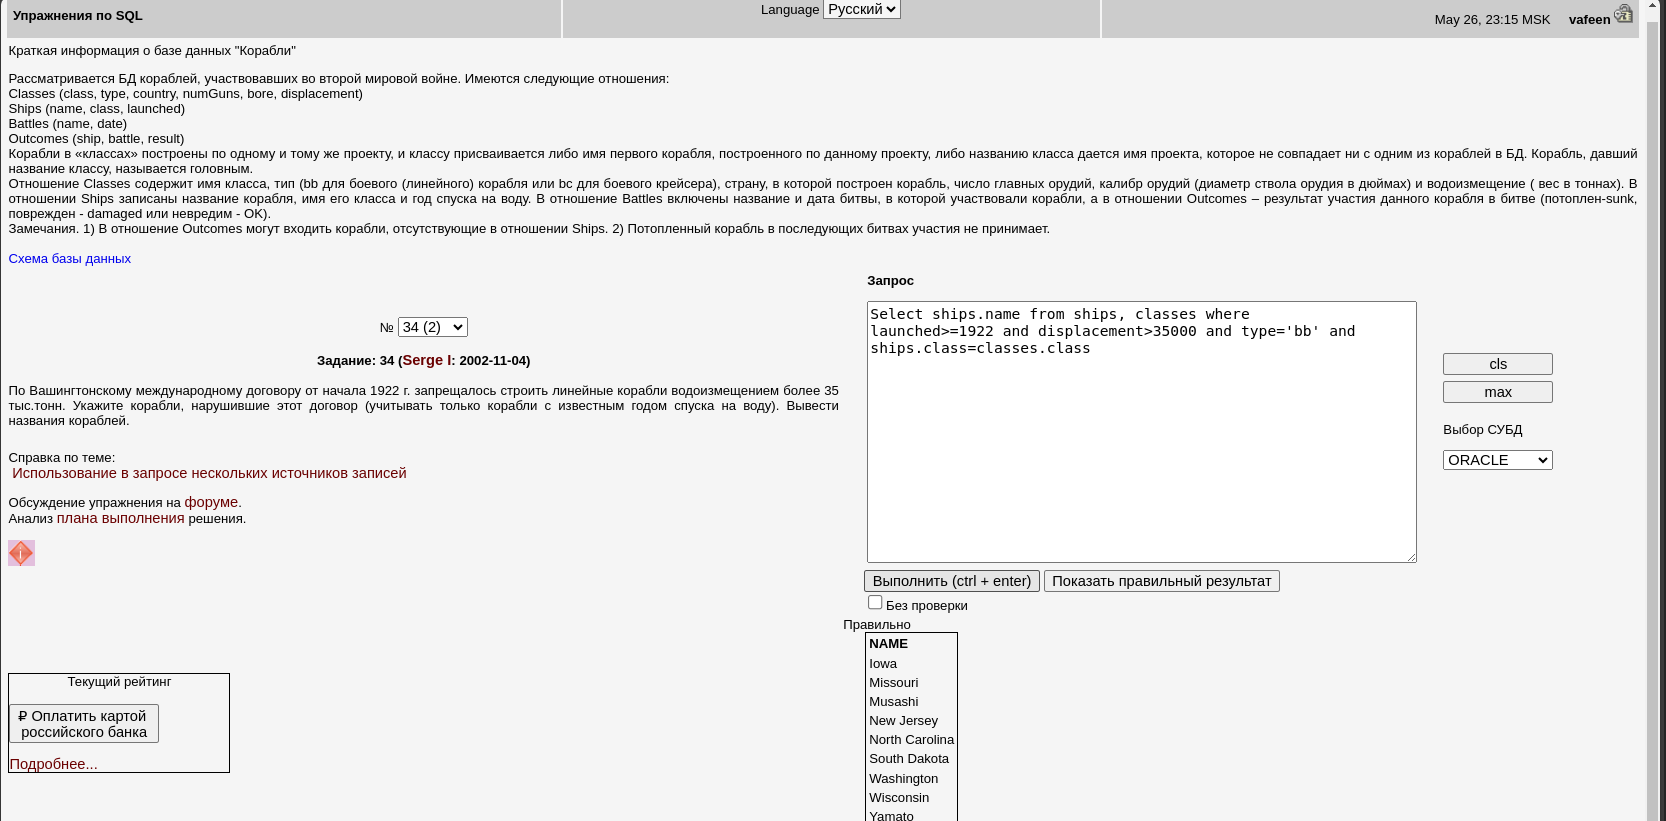 Упражнения по SQL
Language Русский
May 26, 23:15 MSK vafeen
Краткая информация о базе данных "Корабли"
Рассматривается БД кораблей, участвовавших во второй мировой войне. Имеются следующие отношения:
Classes (class, type, country, numGuns, bore, displacement)
Ships (name, class, launched)
Battles (name, date)
Outcomes (ship, battle, result)
Корабли в «классах» построены по одному и тому же проекту, и классу присваивается либо имя первого корабля, построенного по данному проекту, либо названию класса дается имя проекта, которое не совпадает ни с одним из кораблей в БД. Корабль, давший
название классу, называется головным.
Отношение Classes содержит имя класса, тип (bb для боевого (линейного) корабля или bc для боевого крейсера), страну, в которой построен корабль, число главных орудий, калибр орудий (диаметр ствола орудия в дюймах) и водоизмещение ( вес в тоннах). В
отношении Ships записаны название корабля, имя его класса и год спуска на воду. В отношение Battles включены название и дата битвы, в которой участвовали корабли, а в отношении Outcomes – результат участия данного корабля в битве (потоплен-sunk,
поврежден - damaged или невредим - OK).
Замечания. 1) В отношение Outcomes могут входить корабли, отсутствующие в отношении Ships. 2) Потопленный корабль в последующих битвах участия не принимает.
Схема базы данных
№ 34 (2)
Задание: 34 (Serge I: 2002-11-04)
По Вашингтонскому международному договору от начала 1922 г. запрещалось строить линейные корабли водоизмещением более 35
тыс.тонн. Укажите корабли, нарушившие этот договор (учитывать только корабли c известным годом спуска на воду). Вывести
названия кораблей.
Справка по теме:
Использование в запросе нескольких источников записей
Обсуждение упражнения на форуме.
Анализ плана выполнения решения.
Текущий рейтинг
₽ Оплатить картой
российского банка
Подробнее...
Запрос
Select ships.name from ships, classes where
launched>=1922 and displacement>35000 and type='bb' and
ships.class=classes.class
cls
max
Выбор СУБД
ORACLE
Выполнить (ctrl + enter) Показать правильный результат
Без проверки
Правильно
NAME
Iowa
Missouri
Musashi
New Jersey
North Carolina
South Dakota
Washington
Wisconsin
Yamato